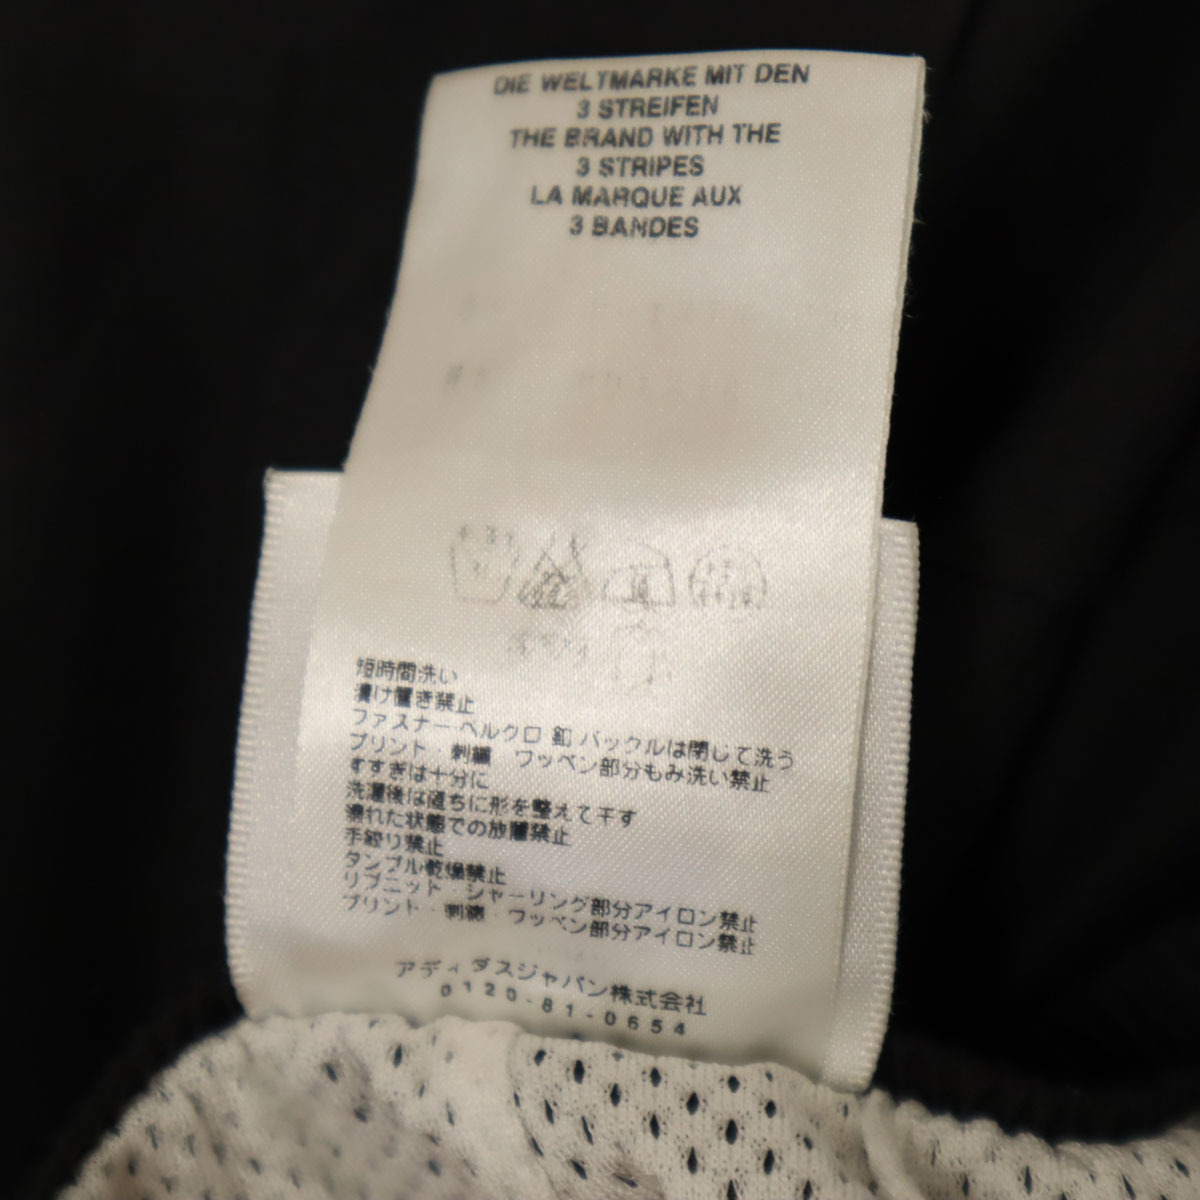 DIE WELTMARKE MIT DEN
3 STREIFEN
THE BRAND WITH THE
3 STRIPES
LA MARQUE AUX
3 BANDES
短時間洗い
漬け置き禁止
ファスナー・ベルクロ・釦 バックルは閉じて洗う
プリント・刺繍 ワッペン部分もみ洗い禁止
すすぎは十分に
洗濯後は直ちに形を整えて干す
濡れた状態での放置禁止
手絞り禁止
タンブル乾燥禁止
リブニット・シャーリング部分アイロン禁止
プリント・刺繍・ワッペン部分アイロン禁止
アディダスジャパン株式会社
0120-81-0654